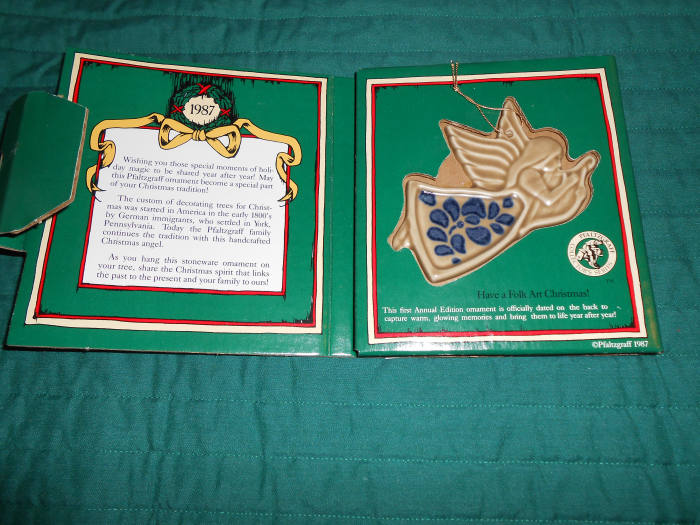 1987
Wishing you those special moments of holi-
day magic to be shared year after year! May
this Pfaltzgraff ornament become a special part
of your Christmas tradition!
The custom of decorating trees for Christ-
mas was started in America in the early 1800's
by German immigrants, who settled in York,
Pennsylvania. Today the Pfaltzgraff family
continues the tradition with this handcrafted
Christmas angel.
As you hang this stoneware ornament on
your tree, share the Christmas spirit that links
the past to the present and your family to ours!
PFALTZGRAFF
SERIES
TM
Have a Folk Art Christmas!
This first Annual Edition ornament is officially dated on the back to
capture warm, glowing memories and bring them to life year after year!
©Pfaltzgraff 1987